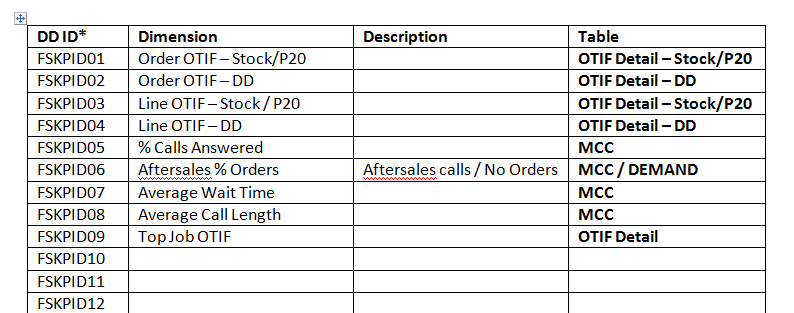 DD ID* Dimension Description Table
FSKPID01 Order OTIF – Stock/P20 OTIF Detail – Stock/P20
FSKPID02 Order OTIF – DD OTIF Detail – DD
FSKPID03 Line OTIF – Stock / P20 OTIF Detail – Stock/P20
FSKPID04 Line OTIF – DD OTIF Detail – DD
FSKPID05 % Calls Answered MCC
FSKPID06 Aftersales % Orders Aftersales calls / No Orders MCC / DEMAND
FSKPID07 Average Wait Time MCC
FSKPID08 Average Call Length MCC
FSKPID09 Top Job OTIF OTIF Detail
FSKPID10
FSKPID11
FSKPID12